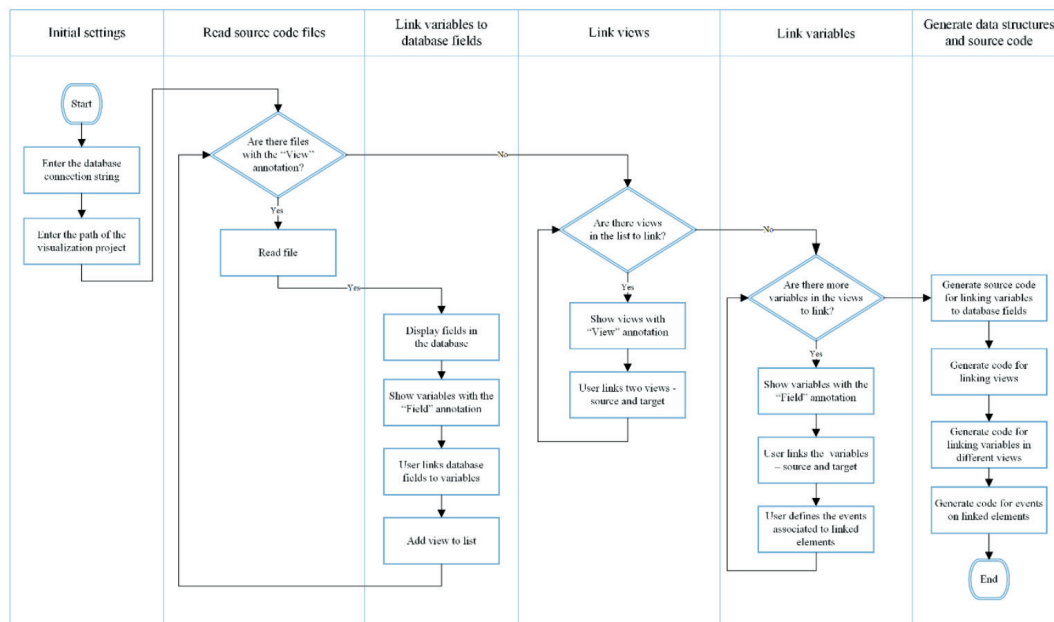 Initial settings
Read source code files
Link variables to
database fields
Link views
Link variables
Generate data structures
and source code
Start
Enter the database
connection string
Enter the path of the
visualization project
Are there files
with the “View”
annotation?
No
Yes
Read file
Yes
Display fields in
the database
Show variables with the
“Field” annotation
User links database
fields to variables
Add view to list
Are there views
in the list to link?
No
Yes
Show views with
“View” annotation
User links two views -
source and target
Are there more
variables in the views
to link?
Yes
Show variables with the
“Field” annotation
User links the variables
– source and target
User defines the events
associated to linked
elements
Generate source code
for linking variables
to database fields
Generate code for
linking views
Generate code for
linking variables in
different views
Generate code for events
on linked elements
End